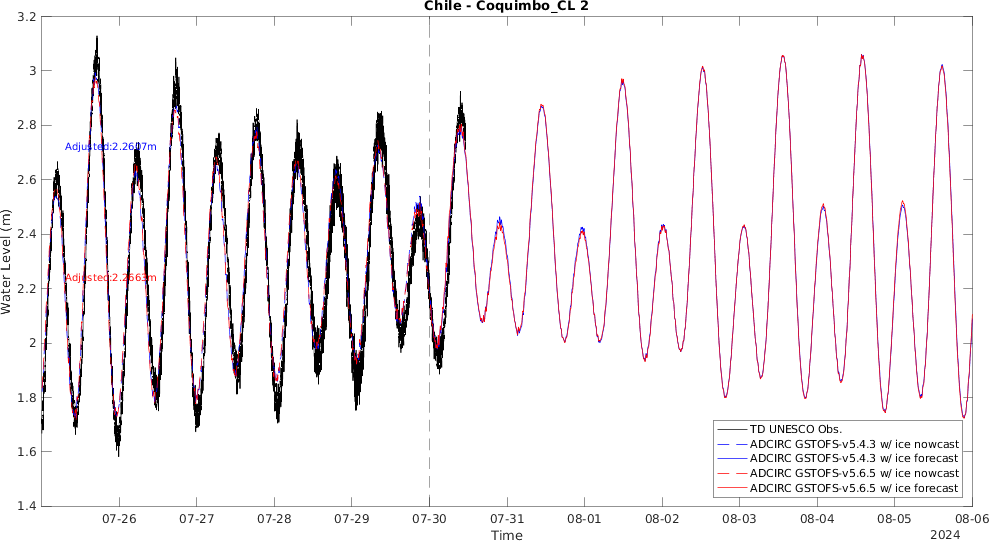 Chile - Coquimbo_CL 2
Water Level (m)
3.2
3
2.8
2.6
2.4
2.2
2
1.8
1.6
1.4
Adjusted:2.2607m
Adjusted:2.2663m
TD UNESCO Obs.
ADCIRC GSTOFS-v5.4.3 w/ ice nowcast
ADCIRC GSTOFS-v5.4.3 w/ ice forecast
ADCIRC GSTOFS-v5.6.5 w/ ice nowcast
ADCIRC GSTOFS-v5.6.5 w/ ice forecast
07-26 07-27 07-28 07-29 07-30 07-31 08-01 08-02 08-03 08-04 08-05 08-06
Time
2024